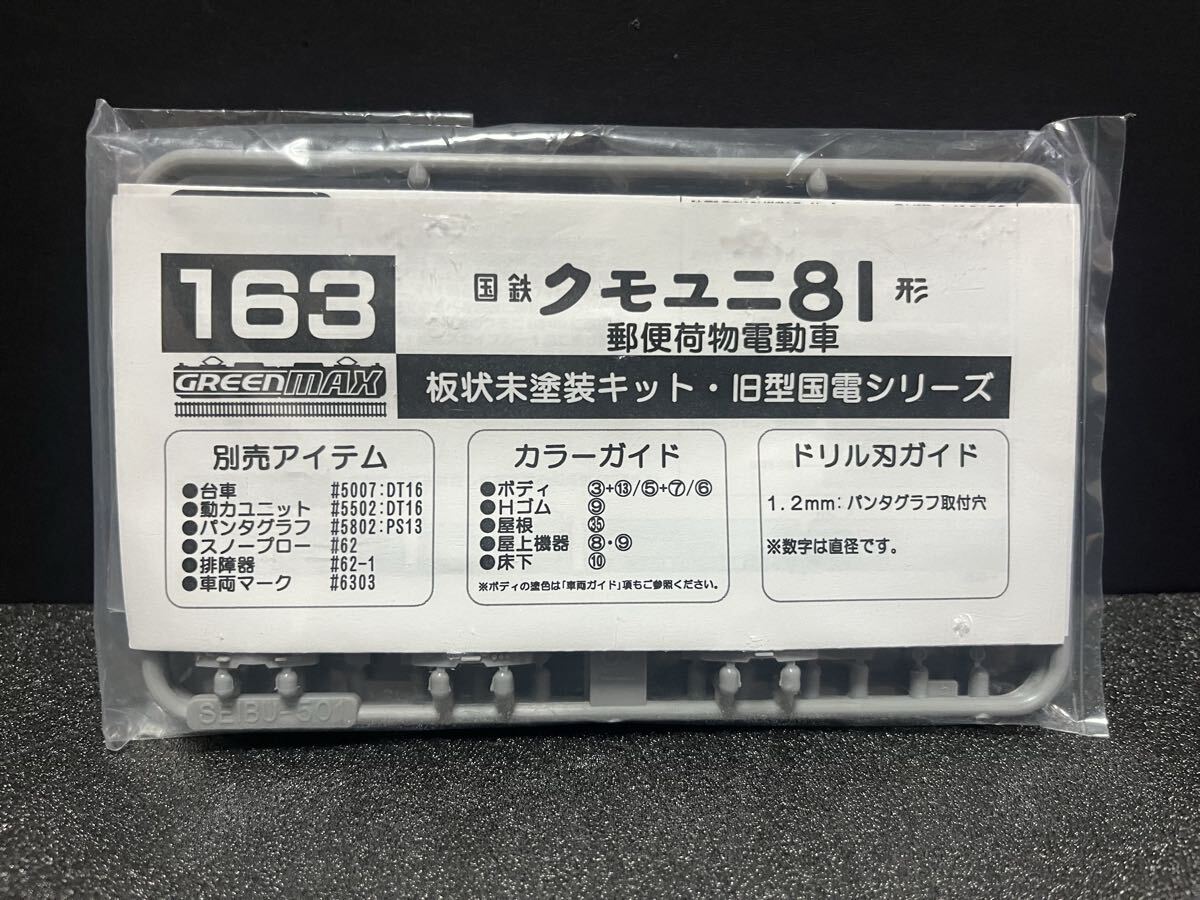 163
国鉄 クモユニ81形
郵便荷物電動車
GREENMAX
板状未塗装キット・旧型国電シリーズ
別売アイテム
●台車 #5007:DT16
●動力ユニット #5502:DT16
●パンタグラフ #5802:PS13
●スノープロー #62
●排障器 #62-1
●車両マーク #6303
カラーガイド
●ボディ ③+⑬/⑤+⑦/⑥
●Hゴム ⑨
●屋根 ㉟
●屋上機器 ⑧・⑨
●床下 ⑩
※ボディの塗色は「車両ガイド」項もご参照ください。
ドリル刃ガイド
1.2mm:パンタグラフ取付穴
※数字は直径です。
SEIBU-501